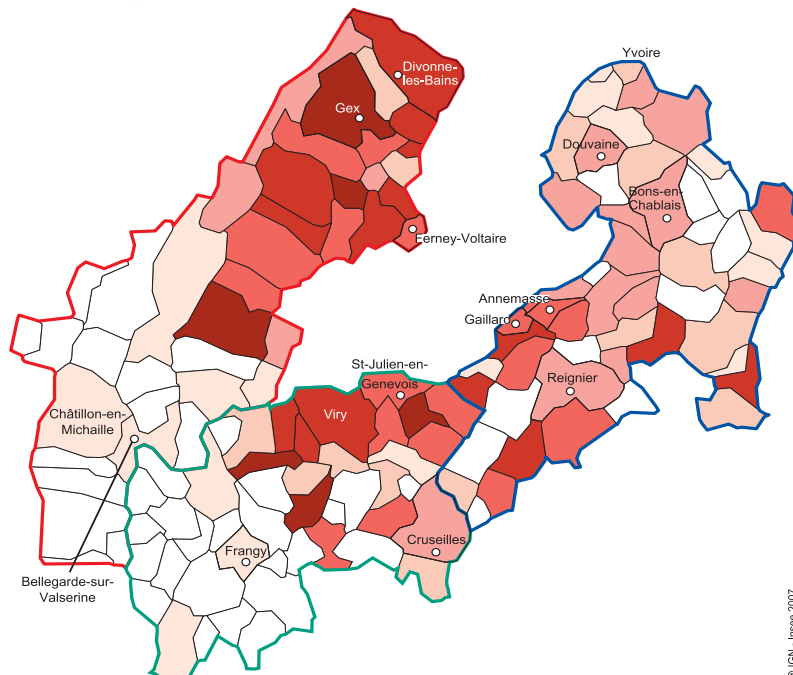 Yvoire
Divonne-
les-Bains
Gex
Douvaine
Bons-en-
Chablais
Ferney-Voltaire
Annemasse
Gaillard
St-Julien-en-
Genevois
Reignier
Viry
Châtillon-en-
Michaille
Cruseilles
Frangy
Bellegarde-sur-
Valserine
© IGN - Insee 2007